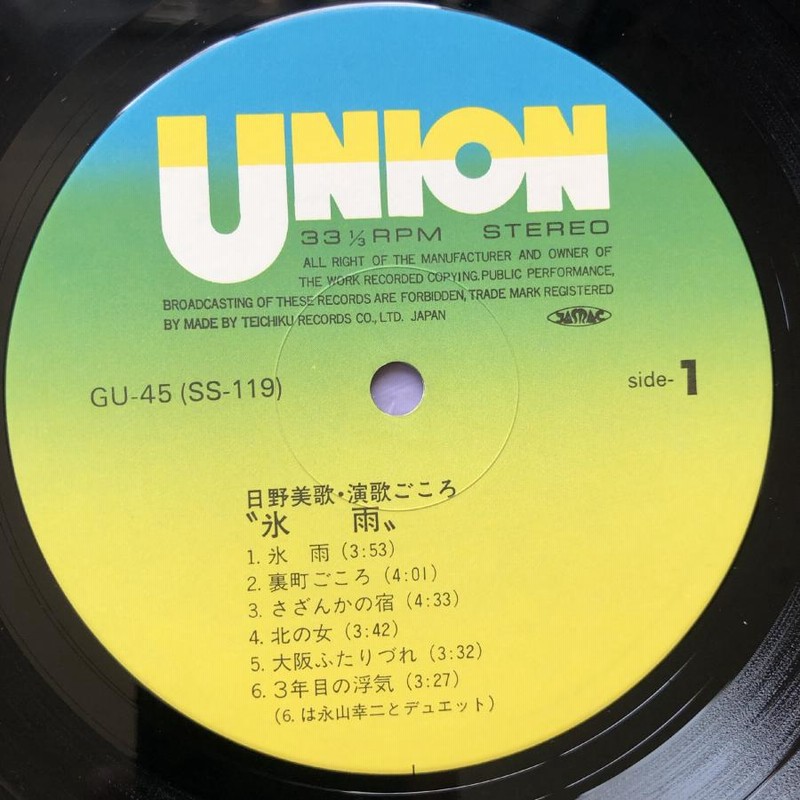 UNION
33⅓ RPM STEREO
ALL RIGHT OF THE MANUFACTURER AND OWNER OF
THE WORK RECORDED COPYING.PUBLIC PERFORMANCE,
BROADCASTING OF THESE RECORDS ARE FORBIDDEN, TRADE MARK REGISTERED
BY MADE BY TEICHIKU RECORDS CO., LTD. JAPAN
JASRAC
GU-45 (SS-119)
side-1
日野美歌・演歌ごころ
〝氷 雨〟
1. 氷 雨 (3:53)
2. 裏町ごころ (4:01)
3. さざんかの宿 (4:33)
4. 北の女 (3:42)
5. 大阪ふたりづれ (3:32)
6. 3年目の浮気 (3:27)
(6. は永山幸二とデュエット)